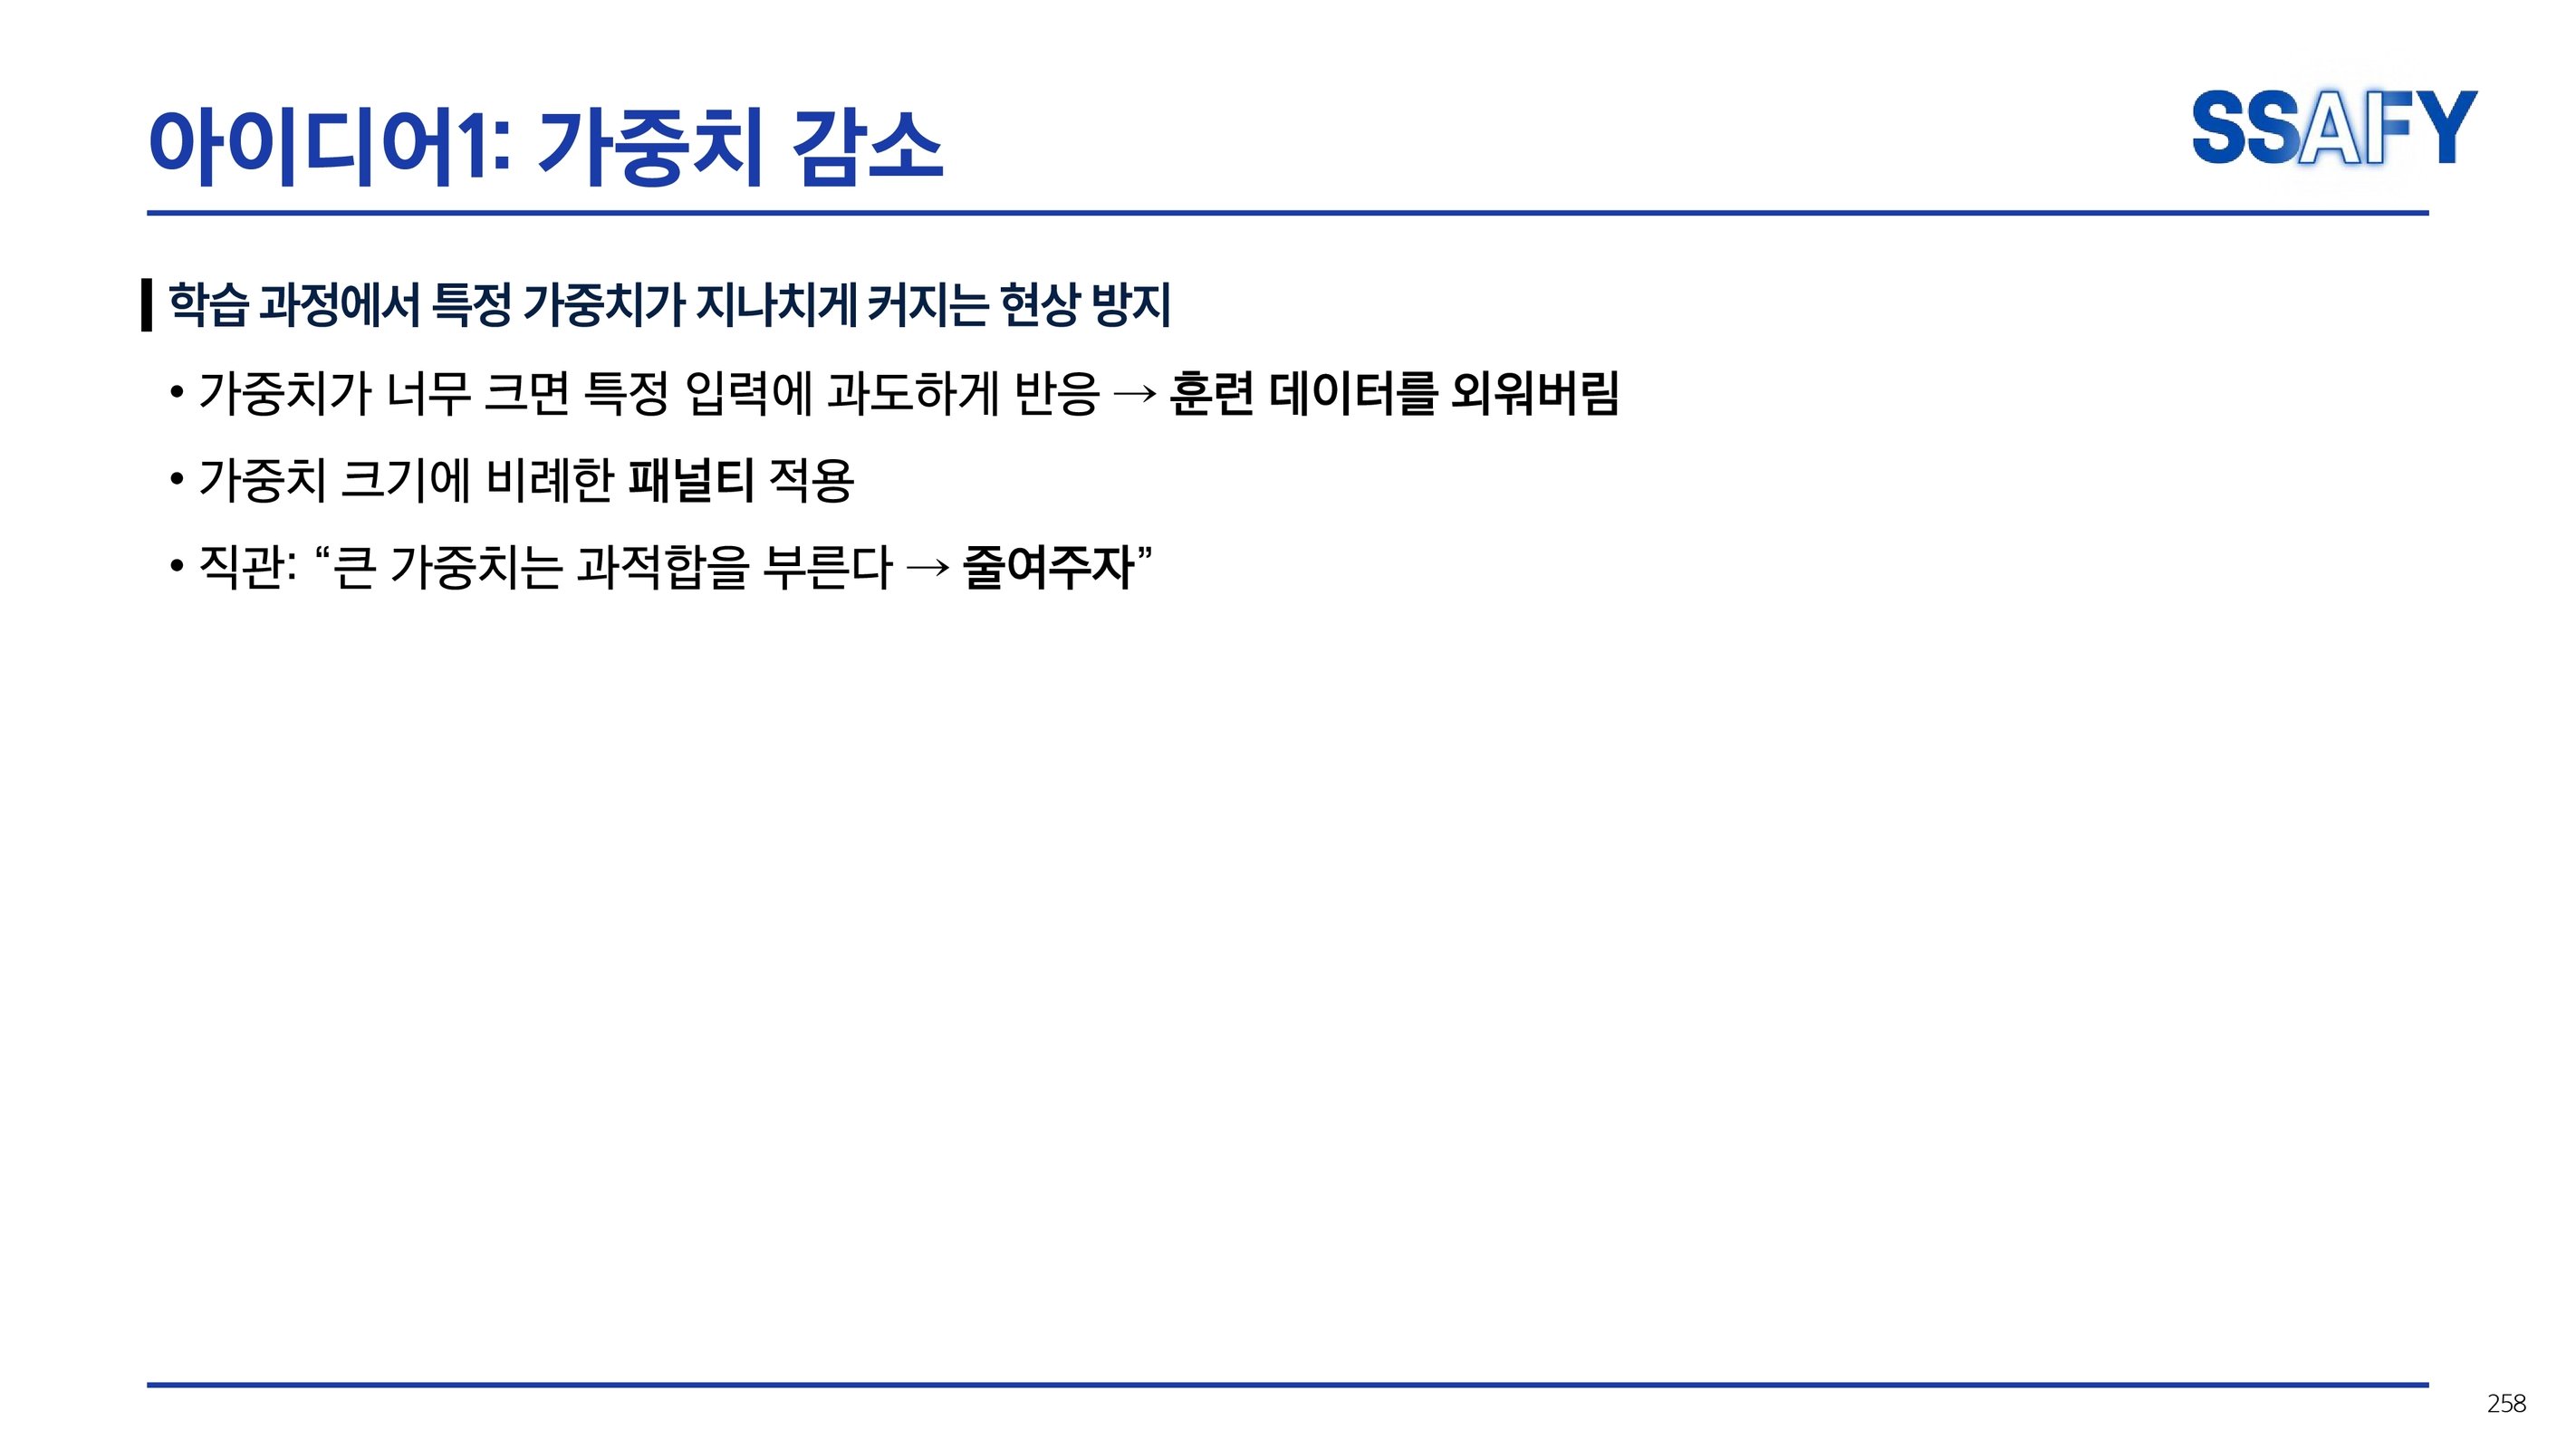 아이디어1: 가중치 감소
SSAFY
학습 과정에서 특정 가중치가 지나치게 커지는 현상 방지
• 가중치가 너무 크면 특정 입력에 과도하게 반응 → 훈련 데이터를 외워버림
• 가중치 크기에 비례한 패널티 적용
• 직관: “큰 가중치는 과적합을 부른다 → 줄여주자”
258